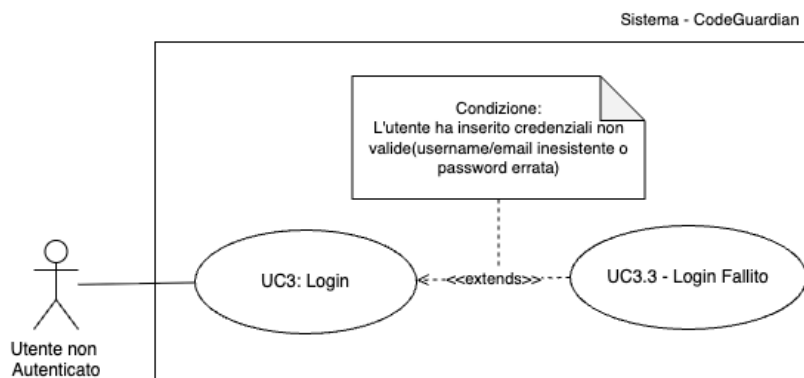 Sistema - CodeGuardian
Condizione:
L'utente ha inserito credenziali non
valide(username/email inesistente o
password errata)
UC3: Login
<<extends>>
UC3.3 - Login Fallito
Utente non
Autenticato